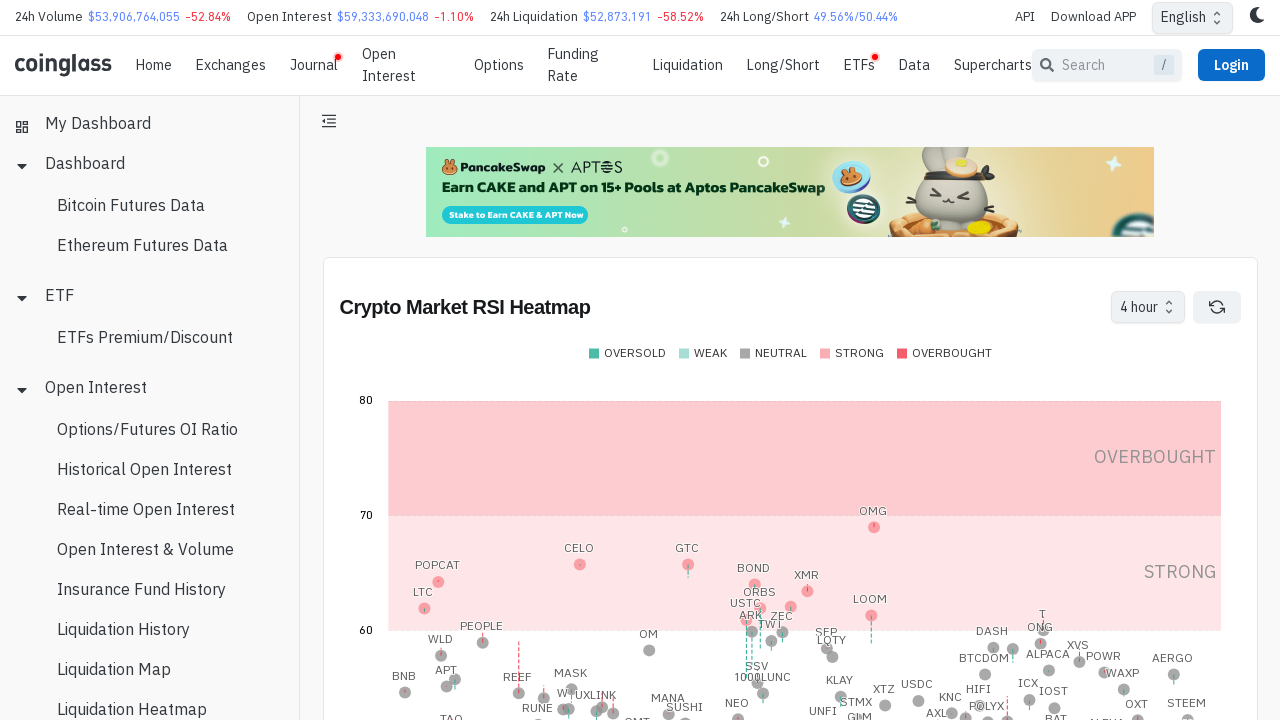 24h Volume $53,906,764,055 -52.84% Open Interest $59,333,690,048 -1.10% 24h Liquidation $52,873,191 -58.52% 24h Long/Short 49.56%/50.44% API Download APP English
coinglass Home Exchanges Journal Open Interest Options Funding Rate Liquidation Long/Short ETFs Data Supercharts Search / Login
My Dashboard
Dashboard
Bitcoin Futures Data
Ethereum Futures Data
ETF
ETFs Premium/Discount
Open Interest
Options/Futures OI Ratio
Historical Open Interest
Real-time Open Interest
Open Interest & Volume
Insurance Fund History
Liquidation History
Liquidation Map
Liquidation Heatmap
PancakeSwap X APTOS
Earn CAKE and APT on 15+ Pools at Aptos PancakeSwap
Stake to Earn CAKE & APT Now
Crypto Market RSI Heatmap
4 hour
OVERSOLD WEAK NEUTRAL STRONG OVERBOUGHT
80
OVERBOUGHT
70
OMG
CELO GTC
POPCAT BOND XMR STRONG
LTC ORBS LOOM
USTC
ARK ZEC T
60 PEOPLE TW ONG
WLD OM LQTY DASH
APT SSV BTCDOM ALPACA XVS POWR AERGO
BNB REEF MASK 1000LUNC KLAY WAXP
UXLINK MANA XTZ USDC HIFI ICX IOST
RUNE SUSHI NEO UNFI STMX KNC POLYX OXT STEEM
AXL